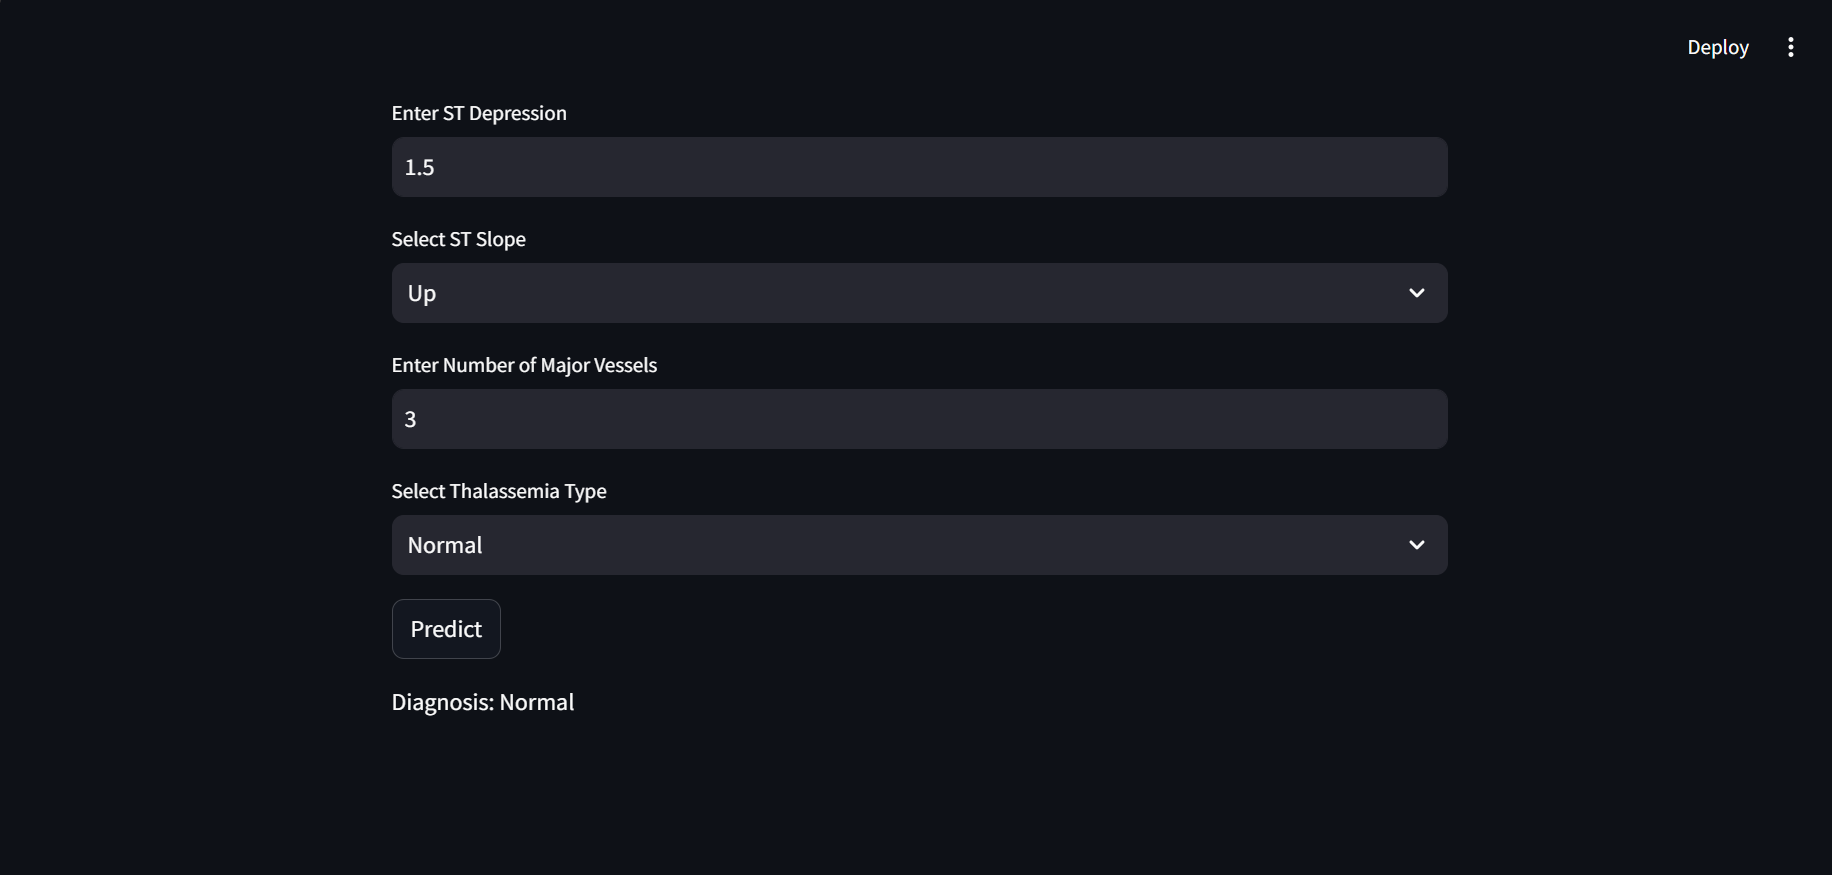 Deploy
Enter ST Depression
1.5
Select ST Slope
Up
Enter Number of Major Vessels
3
Select Thalassemia Type
Normal
Predict
Diagnosis: Normal